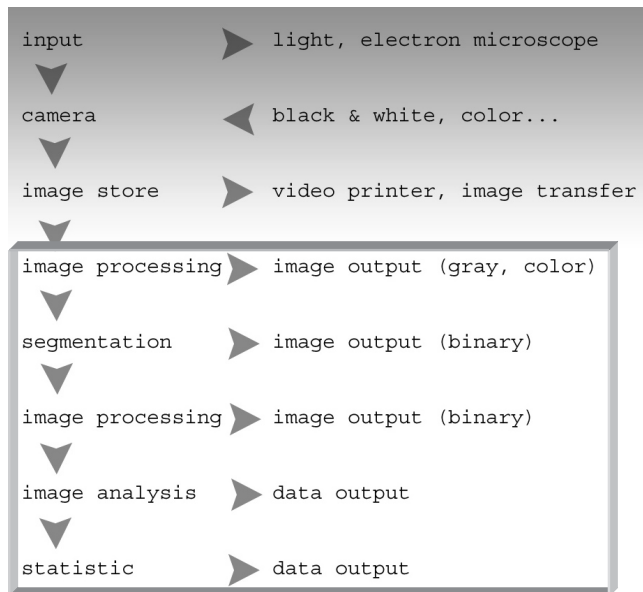 input light, electron microscope
camera black & white, color...
image store video printer, image transfer
image processing image output (gray, color)
segmentation image output (binary)
image processing image output (binary)
image analysis data output
statistic data output